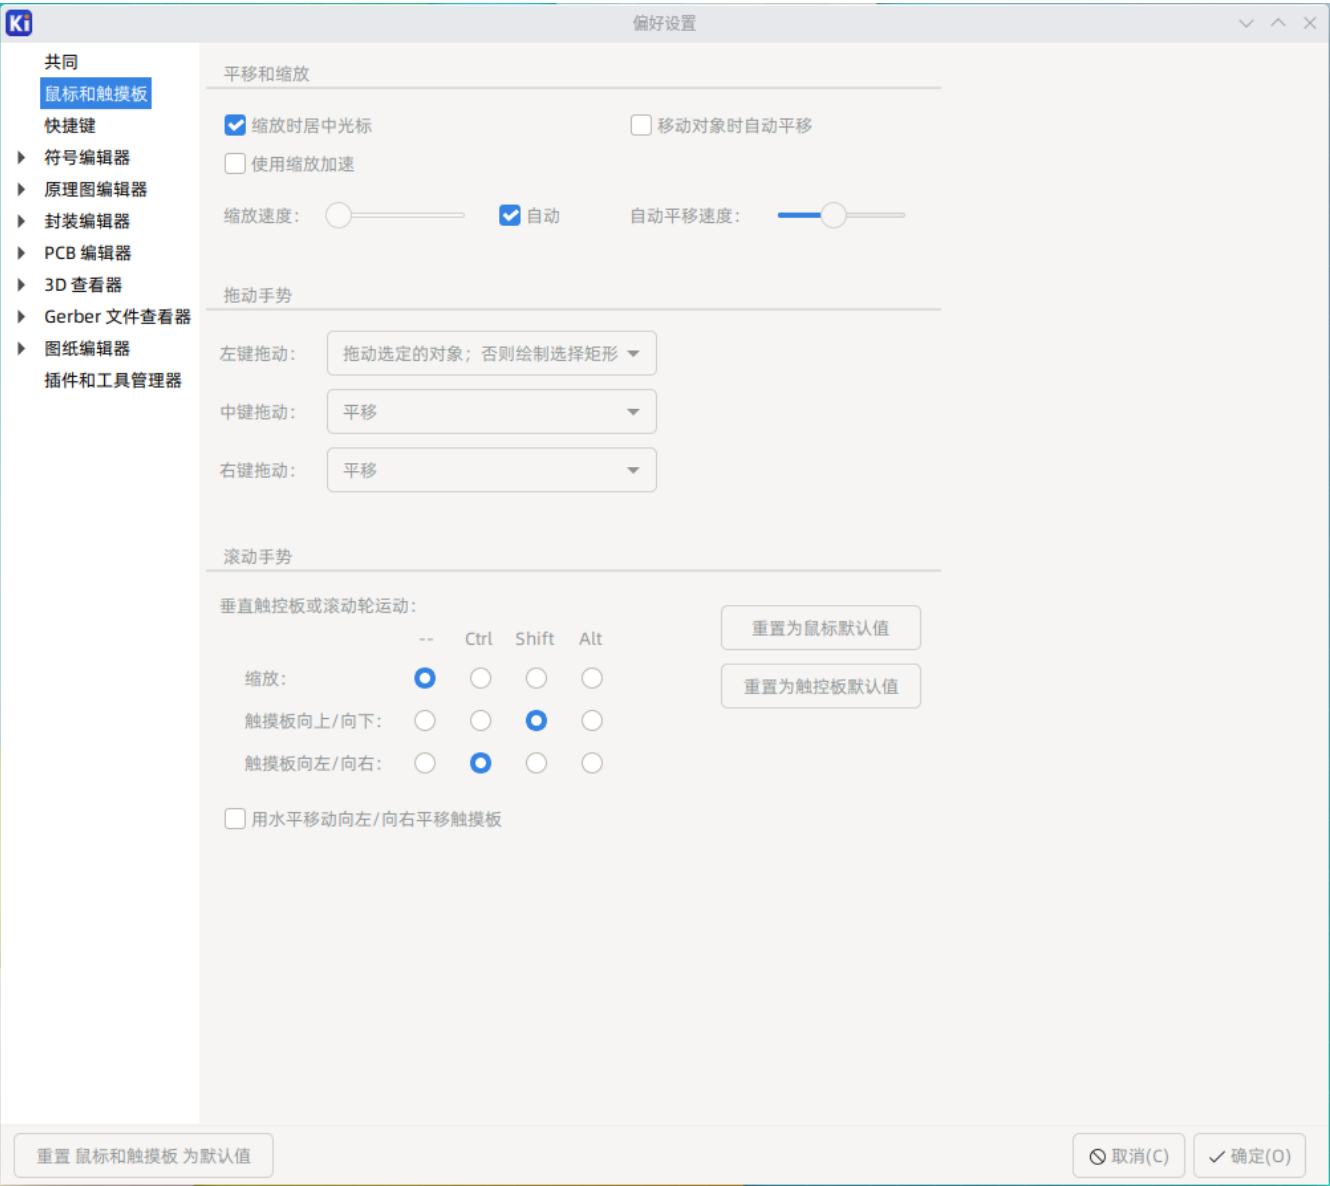 Ki
偏好设置
共同
鼠标和触摸板
快捷键
符号编辑器
原理图编辑器
封装编辑器
PCB 编辑器
3D 查看器
Gerber 文件查看器
图纸编辑器
插件和工具管理器
平移和缩放
缩放时居中光标
移动对象时自动平移
使用缩放加速
缩放速度：
自动
自动平移速度：
拖动手势
左键拖动： 拖动选定的对象；否则绘制选择矩形
中键拖动： 平移
右键拖动： 平移
滚动手势
垂直触控板或滚动轮运动：
-- Ctrl Shift Alt
缩放：
触摸板向上/向下：
触摸板向左/向右：
重置为鼠标默认值
重置为触控板默认值
用水平移动向左/向右平移触摸板
重置 鼠标和触摸板 为默认值
取消(C)
确定(O)